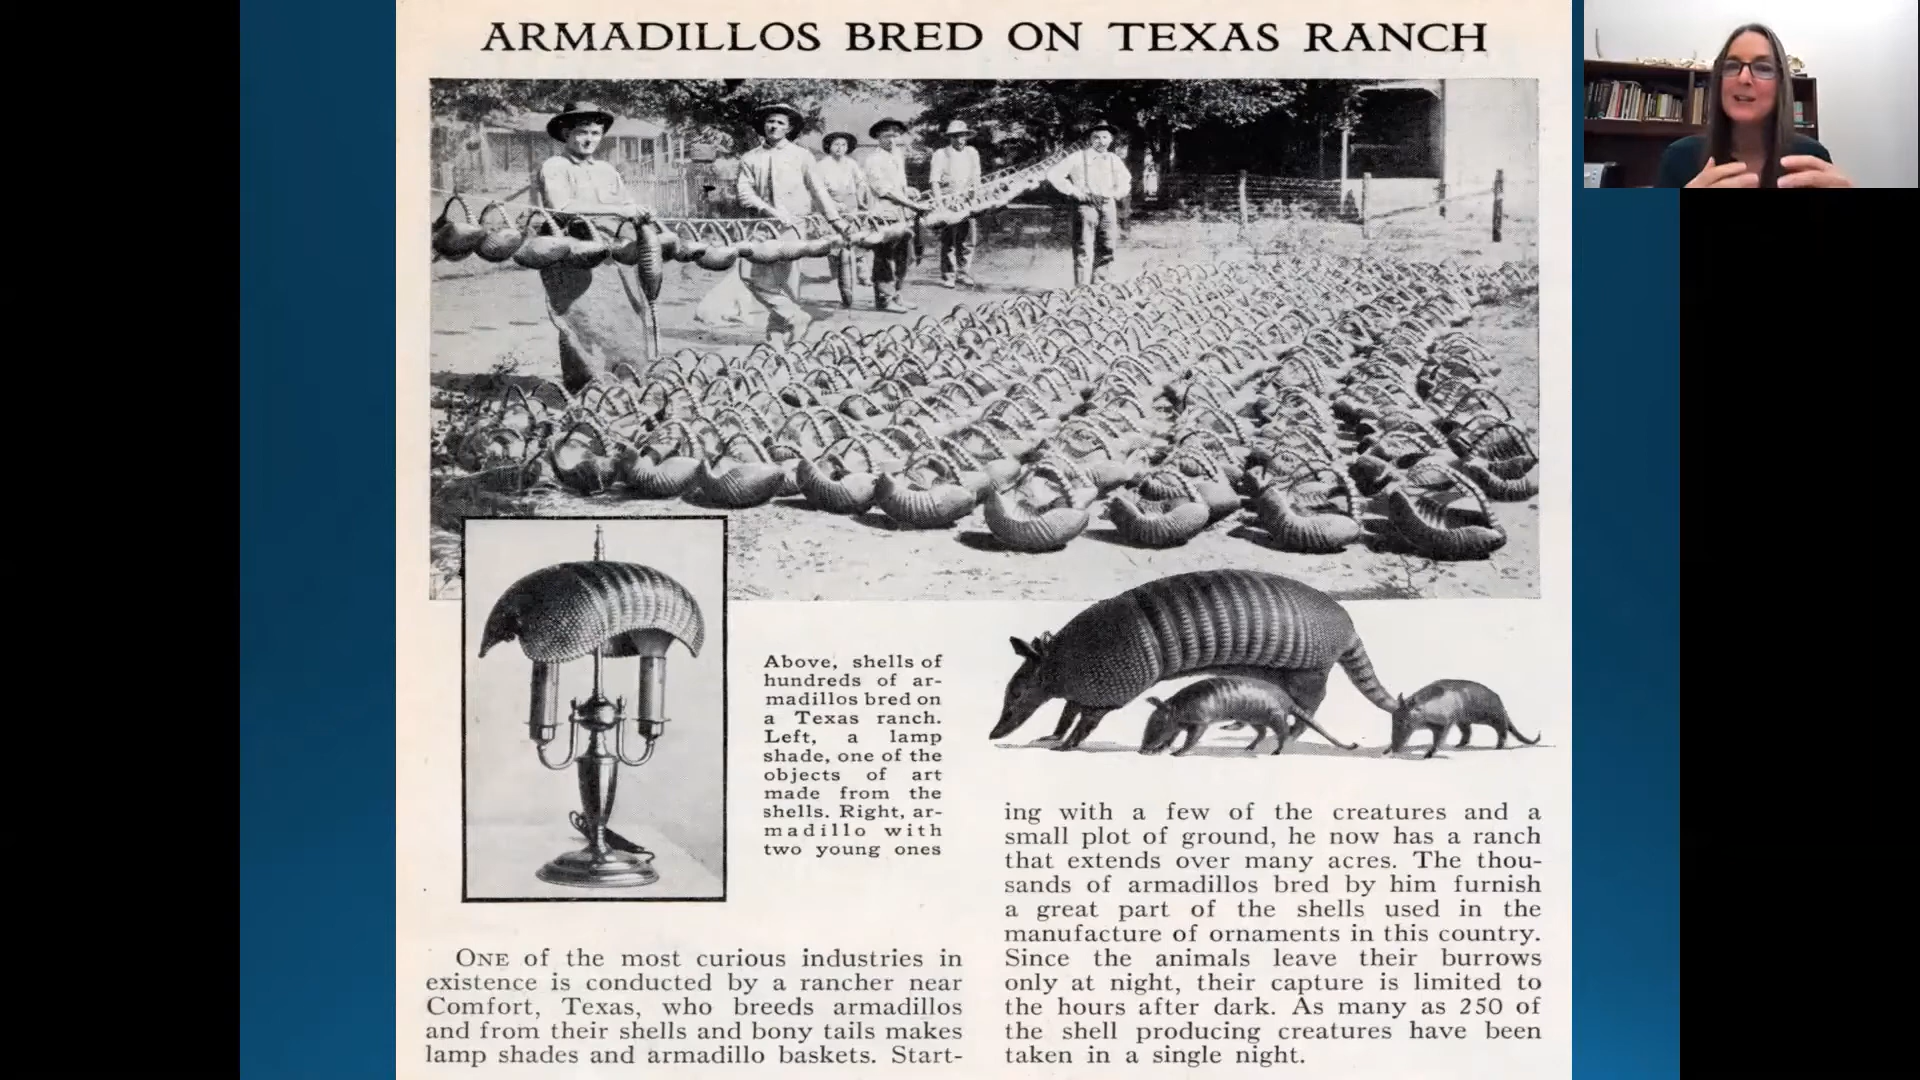 ARMADILLOS BRED ON TEXAS RANCH
Above, shells of
hundreds of ar-
madillos bred on
a Texas ranch.
Left, a lamp
shade, one of the
objects of art
made from the
shells. Right, ar-
madillo with
two young ones
ONE of the most curious industries in
existence is conducted by a rancher near
Comfort, Texas, who breeds armadillos
and from their shells and bony tails makes
lamp shades and armadillo baskets. Start-
ing with a few of the creatures and a
small plot of ground, he now has a ranch
that extends over many acres. The thou-
sands of armadillos bred by him furnish
a great part of the shells used in the
manufacture of ornaments in this country.
Since the animals leave their burrows
only at night, their capture is limited to
the hours after dark. As many as 250 of
the shell producing creatures have been
taken in a single night.